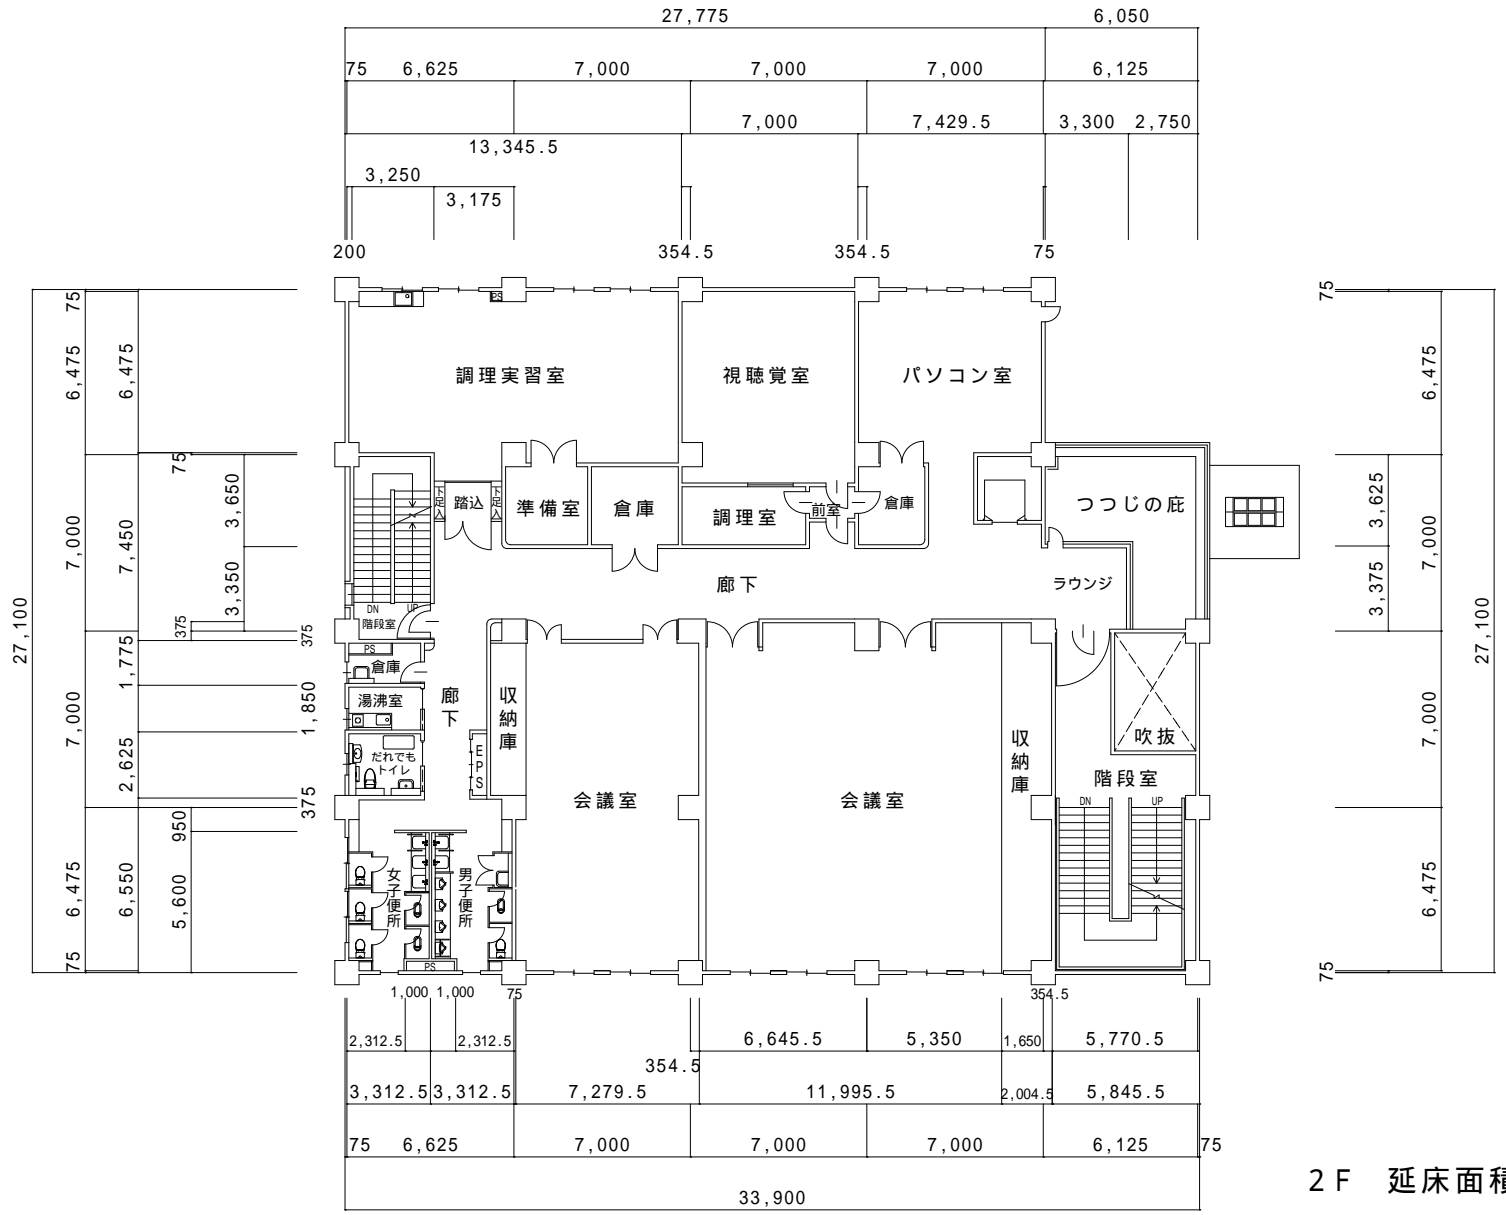 27,775
6,050
75
6,625
7,000
7,000
7,000
6,125
7,000
7,429.5
3,300
2,750
13,345.5
3,250
3,175
200
354.5
354.5
75
75
6,475
6,475
75
3,650
7,000
7,450
3,350
375
375
27,100
1,775
1,850
7,000
2,625
375
950
6,475
6,550
5,600
75
75
6,475
3,625
7,000
3,375
27,100
7,000
6,475
75
PS
調理実習室
視聴覚室
パソコン室
下足入
踏込
下足入
準備室
倉庫
調理室
前室
倉庫
つつじの庇
DN
UP
階段室
廊下
ラウンジ
PS
倉庫
湯沸室
廊下
収納庫
だれでも
トイレ
EPS
会議室
会議室
収納庫
吹抜
階段室
DN
UP
女子便所
男子便所
PS
1,000
1,000
75
354.5
2,312.5
2,312.5
6,645.5
5,350
1,650
5,770.5
354.5
3,312.5
3,312.5
7,279.5
11,995.5
2,004.5
5,845.5
75
6,625
7,000
7,000
7,000
6,125
75
33,900
2F 延床面積